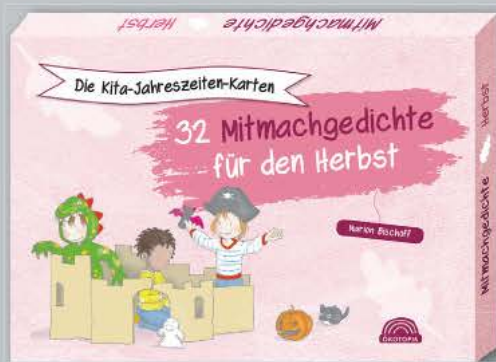 Mitmachgedichte Herbst
Die Kita-Jahreszeiten-Karten
32 Mitmachgedichte
für den Herbst
Marion Bischoff
ÖKOTOPIA
Mitmachgedichte Herbst